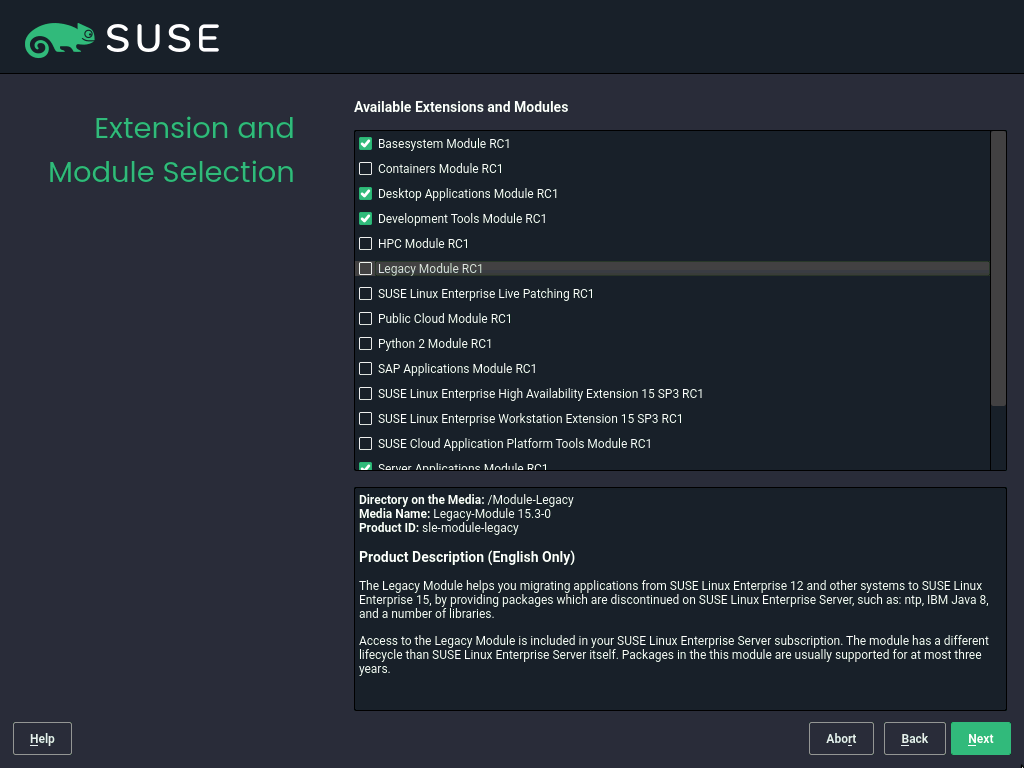 SUSE
Extension and
Module Selection
Available Extensions and Modules
Basesystem Module RC1
Containers Module RC1
Desktop Applications Module RC1
Development Tools Module RC1
HPC Module RC1
Legacy Module RC1
SUSE Linux Enterprise Live Patching RC1
Public Cloud Module RC1
Python 2 Module RC1
SAP Applications Module RC1
SUSE Linux Enterprise High Availability Extension 15 SP3 RC1
SUSE Linux Enterprise Workstation Extension 15 SP3 RC1
SUSE Cloud Application Platform Tools Module RC1
Server Applications Module RC1
Directory on the Media: /Module-Legacy
Media Name: Legacy-Module 15.3-0
Product ID: sle-module-legacy
Product Description (English Only)
The Legacy Module helps you migrating applications from SUSE Linux Enterprise 12 and other systems to SUSE Linux
Enterprise 15, by providing packages which are discontinued on SUSE Linux Enterprise Server, such as: ntp, IBM Java 8,
and a number of libraries.
Access to the Legacy Module is included in your SUSE Linux Enterprise Server subscription. The module has a different
lifecycle than SUSE Linux Enterprise Server itself. Packages in the this module are usually supported for at most three
years.
Help
Abort
Back
Next